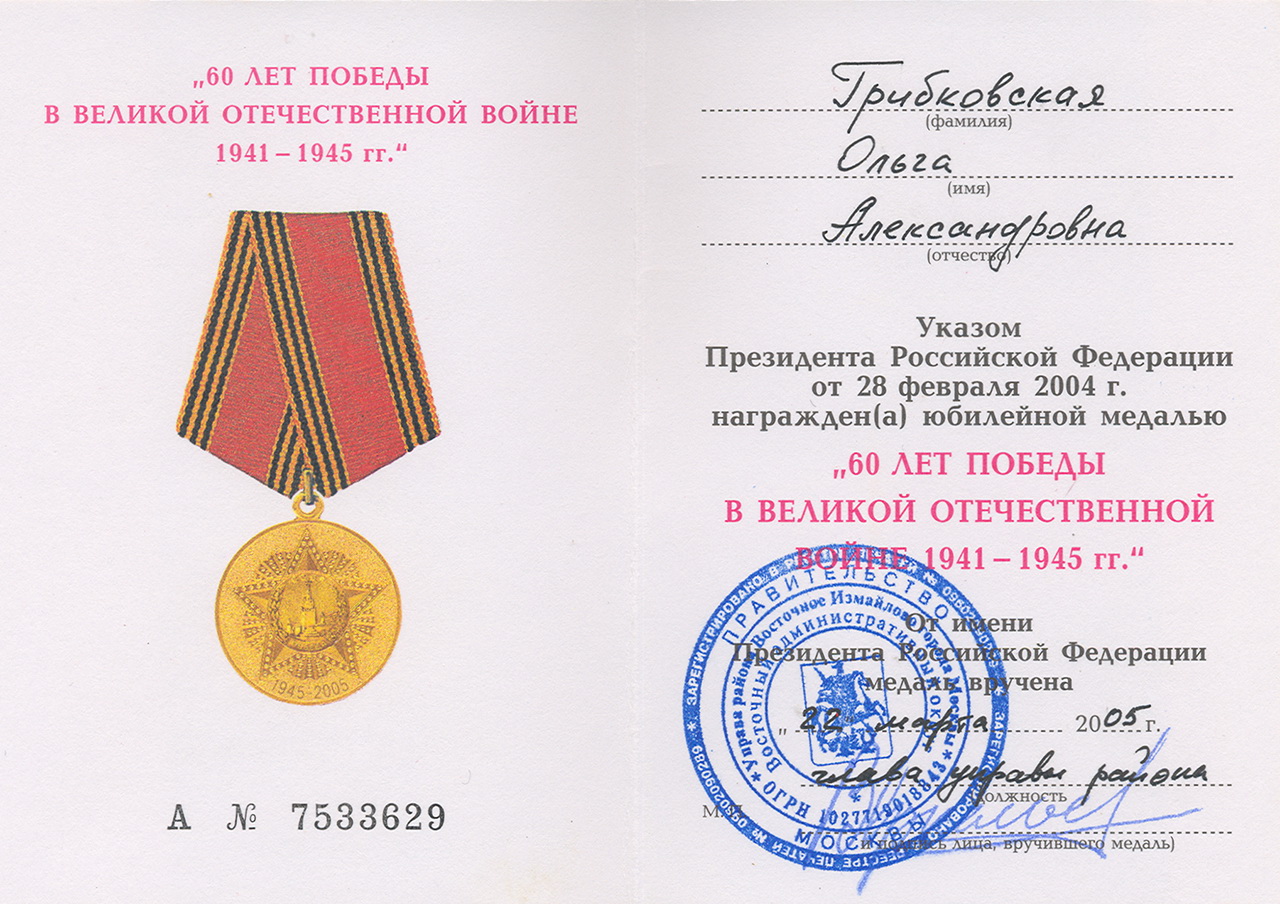 „60 ЛЕТ ПОБЕДЫ
В ВЕЛИКОЙ ОТЕЧЕСТВЕННОЙ ВОЙНЕ
1941 – 1945 гг.“
1945-2005
А № 7533629
Грибковская
(фамилия)
Ольга
(имя)
Александровна
(отчество)
Указом
Президента Российской Федерации
от 28 февраля 2004 г.
награжден(а) юбилейной медалью
„60 ЛЕТ ПОБЕДЫ
В ВЕЛИКОЙ ОТЕЧЕСТВЕННОЙ
ВОЙНЕ 1941 – 1945 гг.“
От имени
Президента Российской Федерации
медаль вручена
„ 22 “ марта 2005 г.
глава управы района
должность
М.П.
и подпись лица, вручившего медаль)
ПРАВИТЕЛЬСТВО МОСКВЫ
Управа района Восточное Измайлово города Москвы
Восточный административный округ
ОГРН 1027719018843